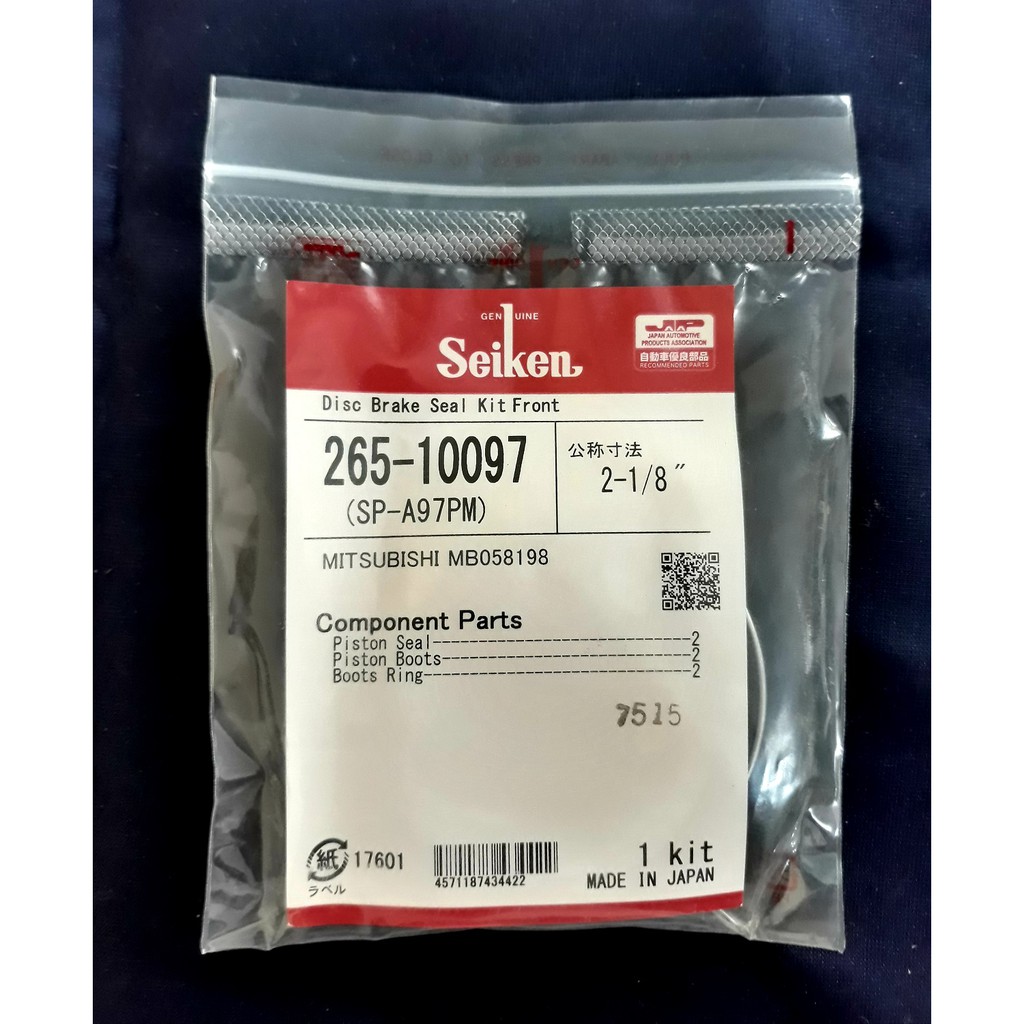 GENUINE
Seiken
JAP
JAPAN AUTOMOTIVE
PRODUCTS ASSOCIATION
自動車優良部品
RECOMMENDED PARTS
Disc Brake Seal Kit Front
265-10097
(SP-A97PM)
公称寸法
2-1/8"
MITSUBISHI MB058198
Component Parts
Piston Seal------------------------------2
Piston Boots-----------------------------2
Boots Ring-------------------------------2
7515
紙
ラベル
17601
4571187434422
1 kit
MADE IN JAPAN